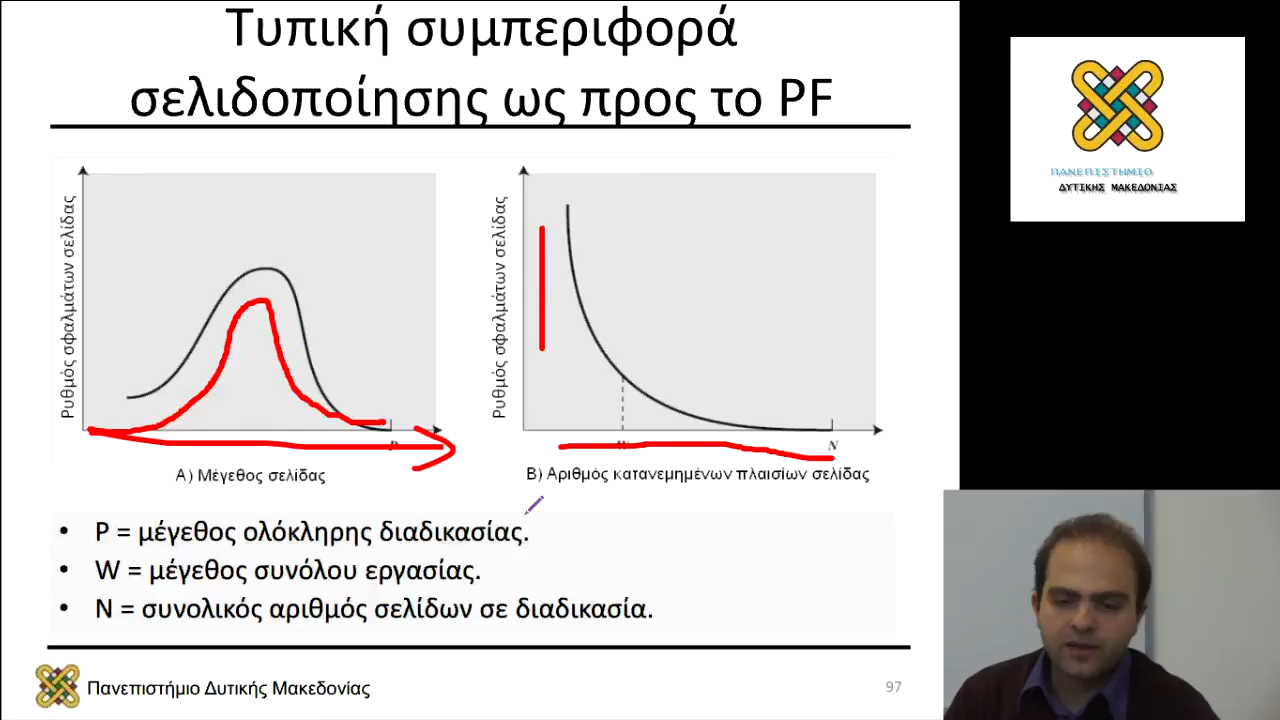 Τυπική συμπεριφορά
σελιδοποίησης ως προς το PF
Ρυθμός σφαλμάτων σελίδας
P
Α) Μέγεθος σελίδας
Ρυθμός σφαλμάτων σελίδας
W
N
Β) Αριθμός κατανεμημένων πλαισίων σελίδας
• P = μέγεθος ολόκληρης διαδικασίας.
• W = μέγεθος συνόλου εργασίας.
• N = συνολικός αριθμός σελίδων σε διαδικασία.
Πανεπιστήμιο Δυτικής Μακεδονίας
97
ΠΑΝΕΠΙΣΤΗΜΙΟ
ΔΥΤΙΚΗΣ ΜΑΚΕΔΟΝΙΑΣ